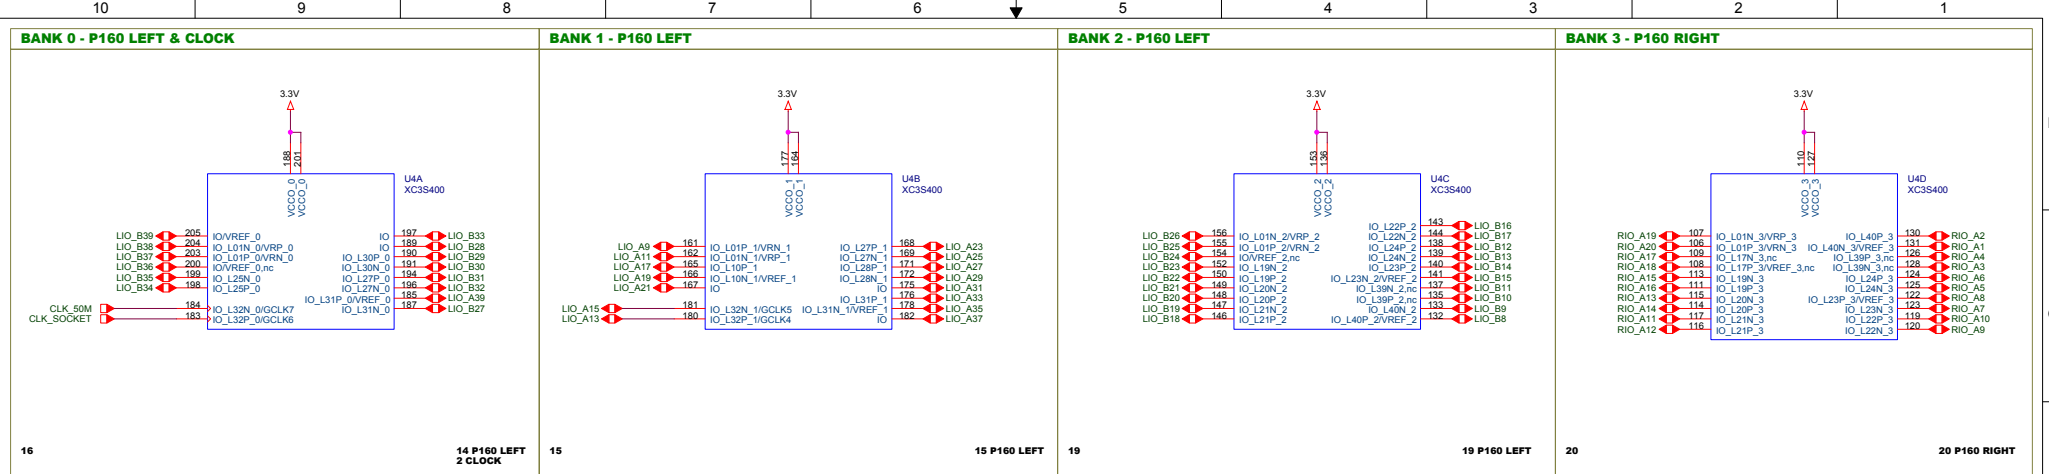 10 9 8 7 6 5 4 3 2 1
BANK 0 - P160 LEFT & CLOCK
3.3V
188
201
VCCO_0
VCCO_0
U4A
XC3S400
LIO_B39 205 IO/VREF_0
LIO_B38 204 IO_L01N_0/VRP_0
LIO_B37 203 IO_L01P_0/VRN_0
LIO_B36 200 IO/VREF_0,nc
LIO_B35 199 IO_L25N_0
LIO_B34 198 IO_L25P_0
CLK_50M 184 IO_L32N_0/GCLK7
CLK_SOCKET 183 IO_L32P_0/GCLK6
IO 197 LIO_B33
IO 189 LIO_B28
IO_L30P_0 190 LIO_B29
IO_L30N_0 191 LIO_B30
IO_L27P_0 194 LIO_B31
IO_L27N_0 196 LIO_B32
IO_L31P_0/VREF_0 185 LIO_A39
IO_L31N_0 187 LIO_B27
16
14 P160 LEFT
2 CLOCK
BANK 1 - P160 LEFT
3.3V
177
164
VCCO_1
VCCO_1
U4B
XC3S400
LIO_A9 161 IO_L01P_1/VRN_1
LIO_A11 162 IO_L01N_1/VRP_1
LIO_A17 165 IO_L10P_1
LIO_A19 166 IO_L10N_1/VREF_1
LIO_A21 167 IO
LIO_A15 181 IO_L32N_1/GCLK5
LIO_A13 180 IO_L32P_1/GCLK4
IO_L27P_1 168 LIO_A23
IO_L27N_1 169 LIO_A25
IO_L28P_1 171 LIO_A27
IO_L28N_1 172 LIO_A29
IO 175 LIO_A31
IO_L31P_1 176 LIO_A33
IO_L31N_1/VREF_1 178 LIO_A35
IO 182 LIO_A37
15
15 P160 LEFT
BANK 2 - P160 LEFT
3.3V
153
136
VCCO_2
VCCO_2
U4C
XC3S400
LIO_B26 156 IO_L01N_2/VRP_2
LIO_B25 155 IO_L01P_2/VRN_2
LIO_B24 154 IO/VREF_2,nc
LIO_B23 152 IO_L19N_2
LIO_B22 150 IO_L19P_2
LIO_B21 149 IO_L20N_2
LIO_B20 148 IO_L20P_2
LIO_B19 147 IO_L21N_2
LIO_B18 146 IO_L21P_2
IO_L22P_2 143 LIO_B16
IO_L22N_2 144 LIO_B17
IO_L24P_2 138 LIO_B12
IO_L24N_2 139 LIO_B13
IO_L23P_2 140 LIO_B14
IO_L23N_2/VREF_2 141 LIO_B15
IO_L39N_2,nc 137 LIO_B11
IO_L39P_2,nc 135 LIO_B10
IO_L40N_2 133 LIO_B9
IO_L40P_2/VREF_2 132 LIO_B8
19
19 P160 LEFT
BANK 3 - P160 RIGHT
3.3V
110
127
VCCO_3
VCCO_3
U4D
XC3S400
RIO_A19 107 IO_L01N_3/VRP_3
RIO_A20 106 IO_L01P_3/VRN_3
RIO_A17 109 IO_L17N_3,nc
RIO_A18 108 IO_L17P_3/VREF_3,nc
RIO_A15 113 IO_L19N_3
RIO_A16 111 IO_L19P_3
RIO_A13 115 IO_L20N_3
RIO_A14 114 IO_L20P_3
RIO_A11 117 IO_L21N_3
RIO_A12 116 IO_L21P_3
IO_L40P_3 130 RIO_A2
IO_L40N_3/VREF_3 131 RIO_A1
IO_L39P_3,nc 126 RIO_A4
IO_L39N_3,nc 128 RIO_A3
IO_L24P_3 124 RIO_A6
IO_L24N_3 125 RIO_A5
IO_L23P_3/VREF_3 122 RIO_A8
IO_L23N_3 123 RIO_A7
IO_L22P_3 119 RIO_A10
IO_L22N_3 120 RIO_A9
20
20 P160 RIGHT